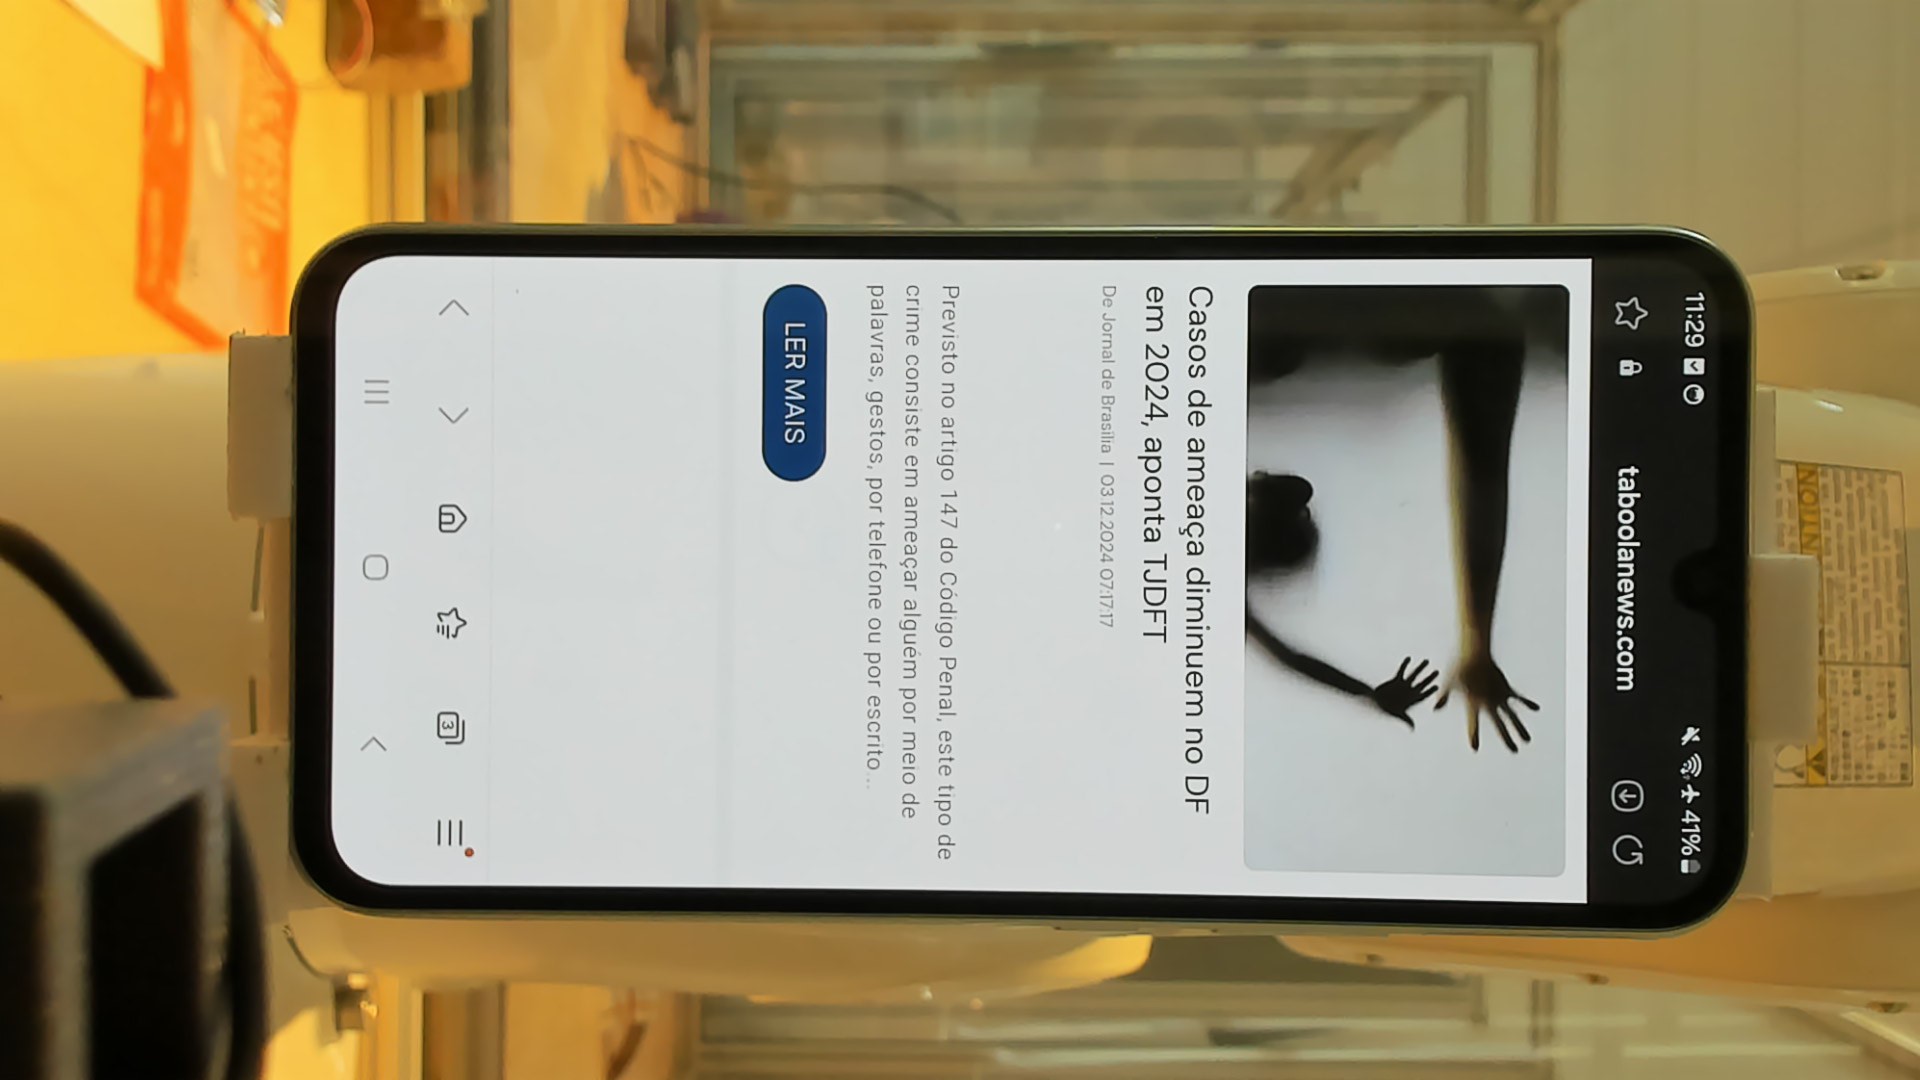 11:29
41%
taboolanews.com
Casos de ameaça diminuem no DF
em 2024, aponta TJDFT
De Jornal de Brasília | 03.12.2024 07:17:17
Previsto no artigo 147 do Código Penal, este tipo de
crime consiste em ameaçar alguém por meio de
palavras, gestos, por telefone ou por escrito...
LER MAIS
3